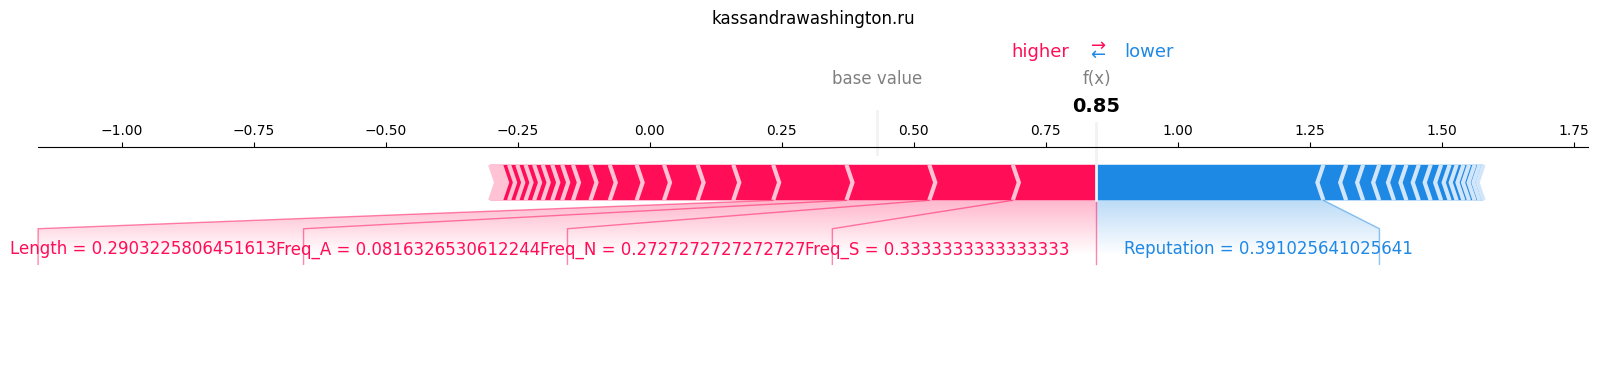 kassandrawashington.ru
higher → ← lower
base value f(x)
0.85
−1.00 −0.75 −0.50 −0.25 0.00 0.25 0.50 0.75 1.00 1.25 1.50 1.75
Length = 0.2903225806451613 Freq_A = 0.0816326530612244 Freq_N = 0.2727272727272727 Freq_S = 0.3333333333333333 Reputation = 0.391025641025641